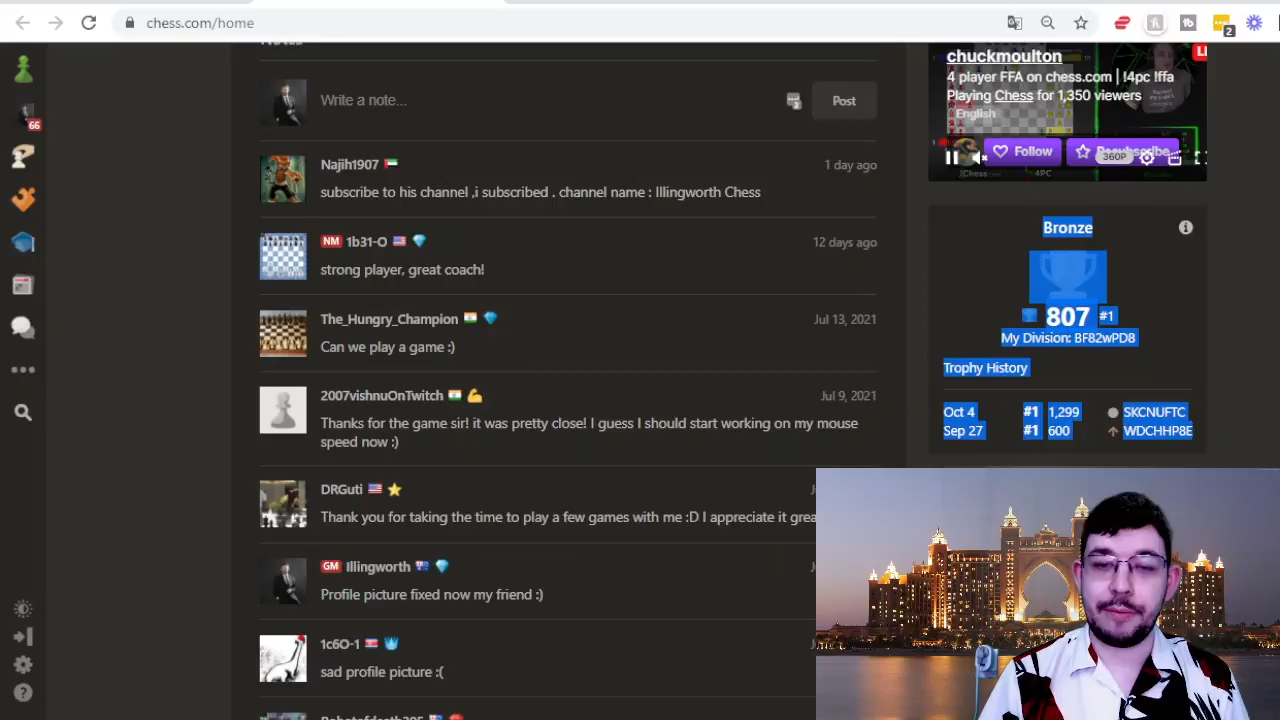 chess.com/home
2
66
Write a note...
Post
Najih1907
1 day ago
subscribe to his channel ,i subscribed . channel name : Illingworth Chess
NM 1b31-O
12 days ago
strong player, great coach!
The_Hungry_Champion
Jul 13, 2021
Can we play a game :)
2007vishnuOnTwitch
Jul 9, 2021
Thanks for the game sir! it was pretty close! I guess I should start working on my mouse
speed now :)
DRGuti
Thank you for taking the time to play a few games with me :D I appreciate it
GM Illingworth
Profile picture fixed now my friend :)
1c6O-1
sad profile picture :(
chuckmoulton
4 player FFA on chess.com | !4pc !ffa
Playing Chess for 1,350 viewers
English
Follow
Resubscribe
360P
4PC
Bronze
807 #1
My Division: BF82wPD8
Trophy History
Oct 4 #1 1,299 SKCNUFTC
Sep 27 #1 600 WDCHHP8E